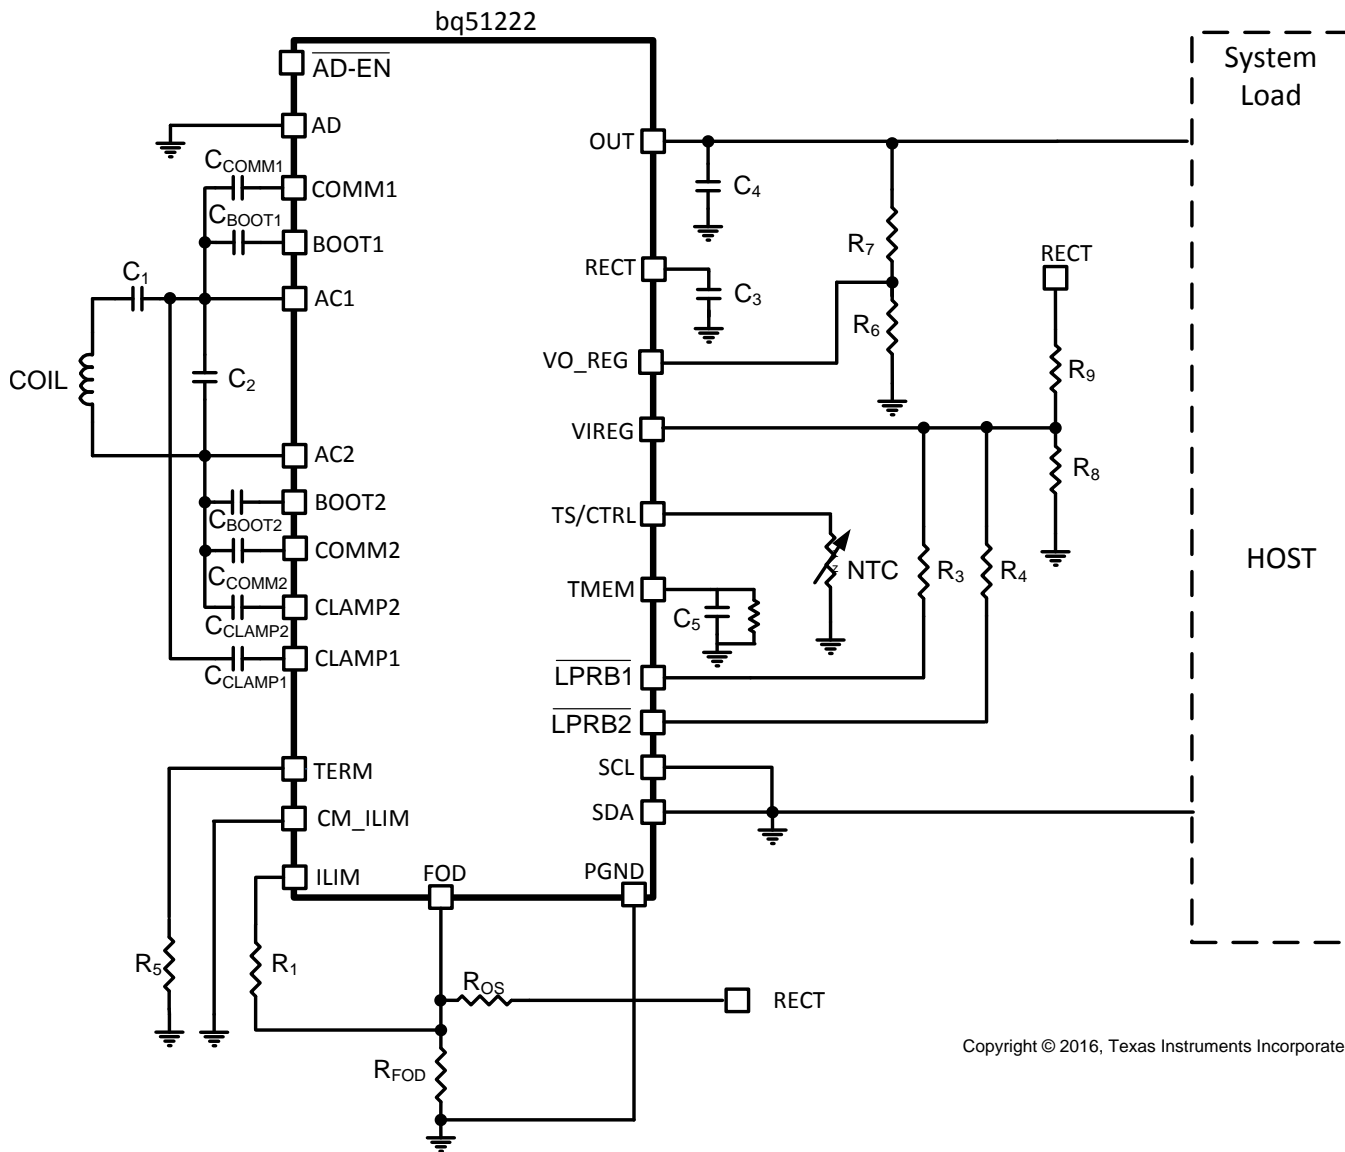 bq51222
AD-EN
AD
COMM1
BOOT1
AC1
AC2
BOOT2
COMM2
CLAMP2
CLAMP1
TERM
CM_ILIM
ILIM
FOD
PGND
OUT
RECT
VO_REG
VIREG
TS/CTRL
TMEM
LPRB1
LPRB2
SCL
SDA
CCOMM1
CBOOT1
C1
COIL
C2
CBOOT2
CCOMM2
CCLAMP2
CCLAMP1
R5
R1
ROS
RECT
RFOD
C4
R7
C3
R6
RECT
R9
R8
NTC
R3
R4
C5
System
Load
HOST
Copyright © 2016, Texas Instruments Incorporate